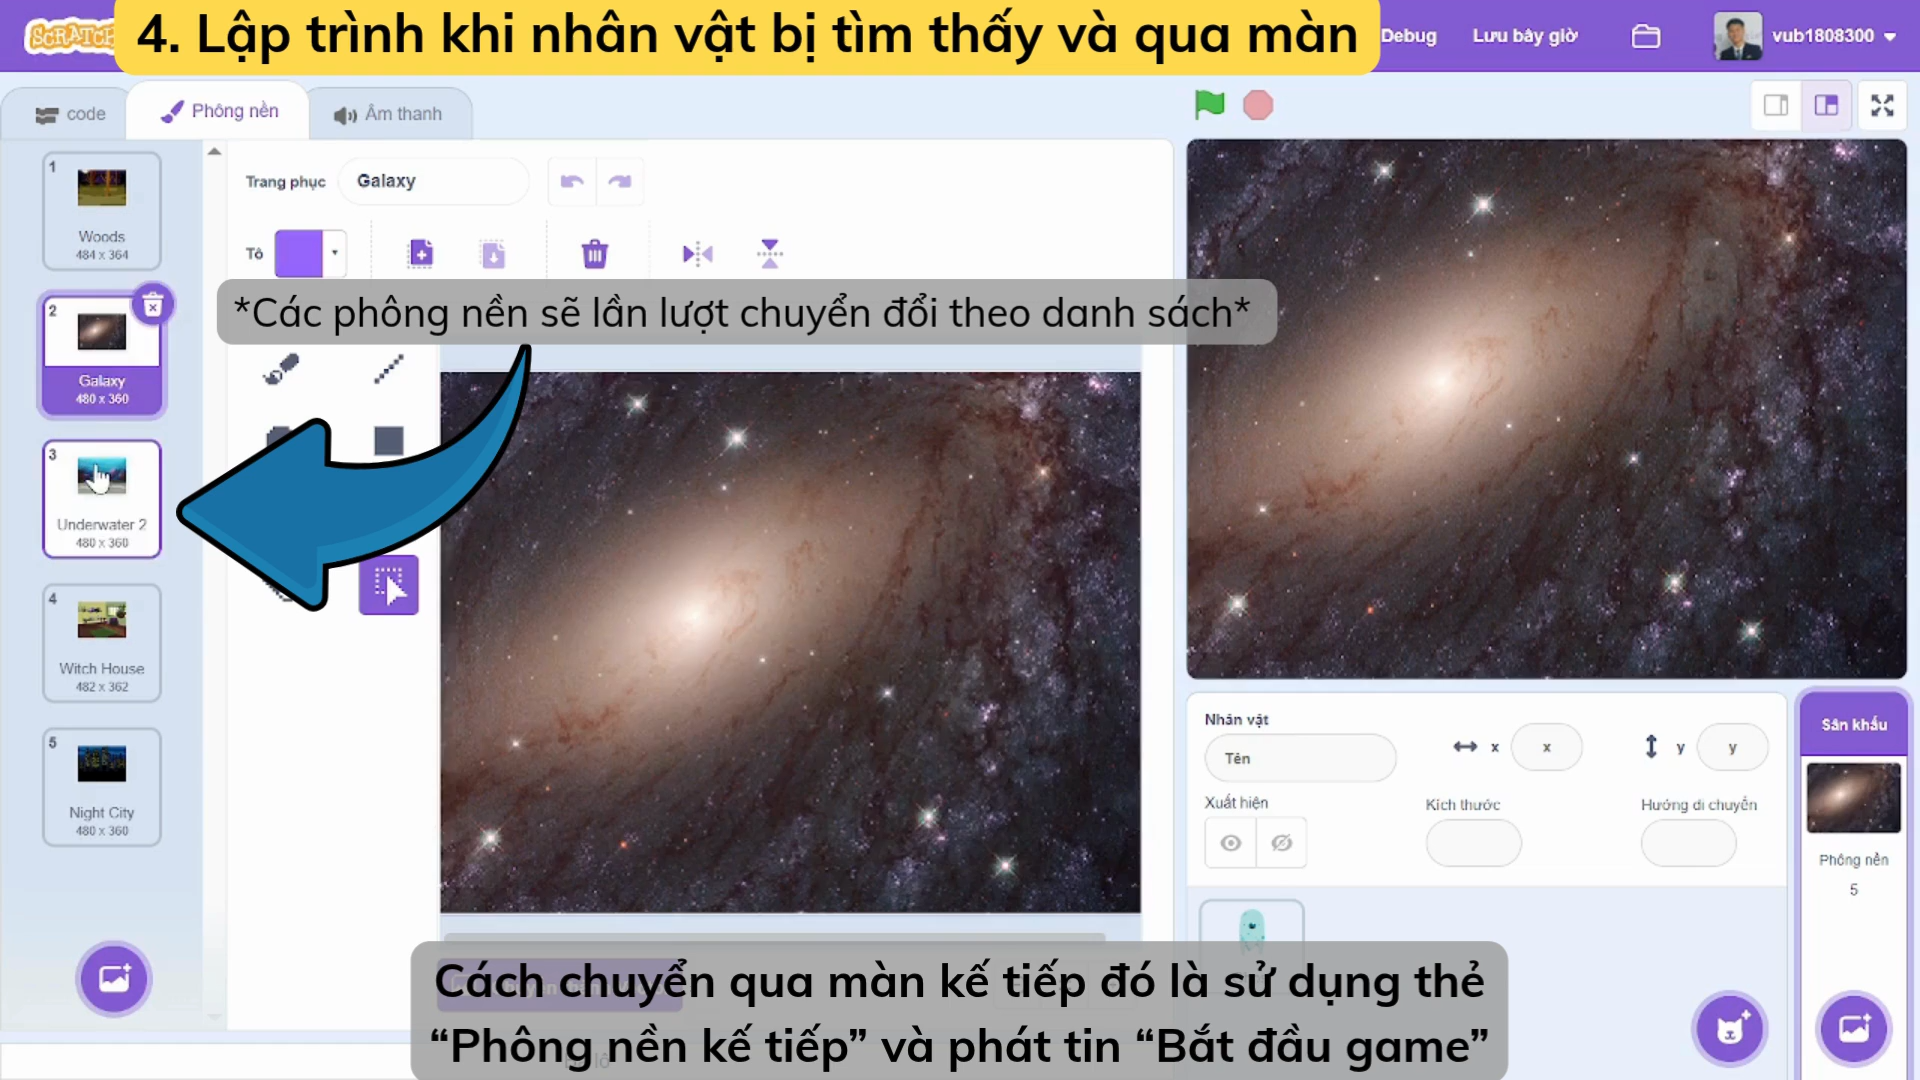 SCRATCH
4. Lập trình khi nhân vật bị tìm thấy và qua màn
Debug
Lưu bây giờ
vub1808300
code
Phông nền
Âm thanh
1
Woods
484 x 364
2
Galaxy
480 x 360
3
Underwater 2
480 x 360
4
Witch House
482 x 362
5
Night City
480 x 360
Trang phục
Galaxy
Tô
*Các phông nền sẽ lần lượt chuyển đổi theo danh sách*
Nhân vật
Tên
x
x
y
y
Xuất hiện
Kích thước
Hướng di chuyển
Sân khấu
Phông nền
5
Cách chuyển qua màn kế tiếp đó là sử dụng thẻ
“Phông nền kế tiếp” và phát tin “Bắt đầu game”